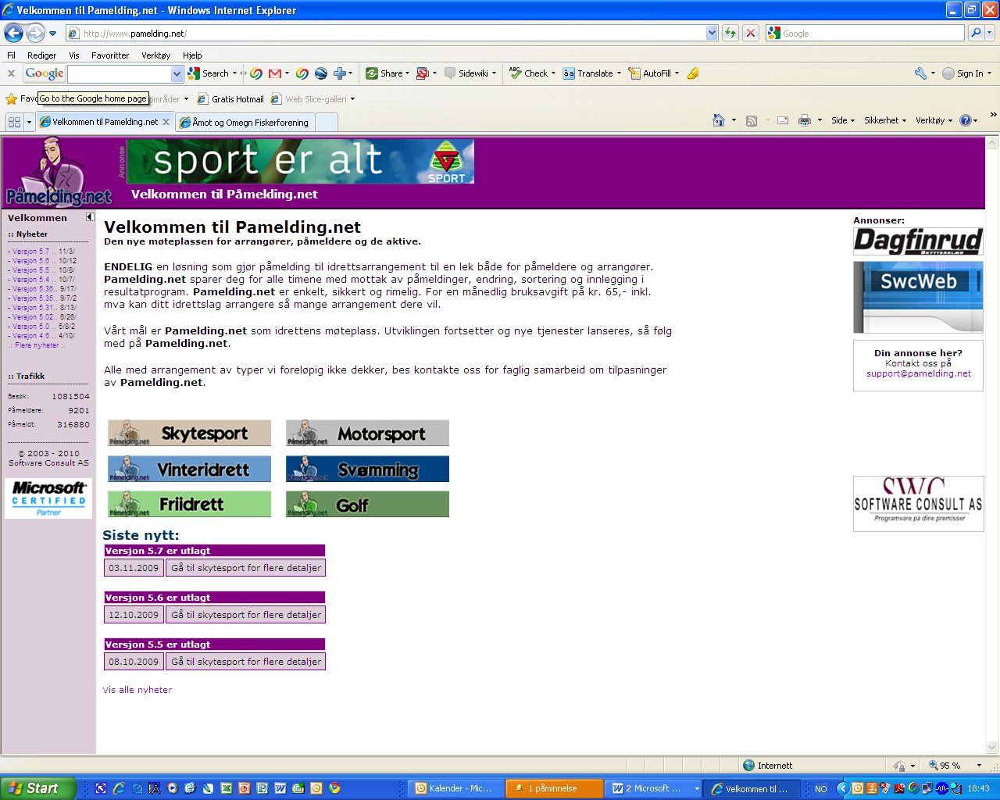 Velkommen til Pamelding.net - Windows Internet Explorer
http://www.pamelding.net/
Google
Fil Rediger Vis Favoritter Verktøy Hjelp
Google Search Share Sidewiki Check Translate AutoFill Sign In
Favo
Go to the Google home page
områder Gratis Hotmail Web Slice-galleri
Velkommen til Pamelding.net Åmot og Omegn Fiskerforening
Side Sikkerhet Verktøy
Påmelding.net
Annonse
sport er alt
SPORT
Velkommen til Påmelding.net
Velkommen
:: Nyheter
- Versjon 5.7 .. 11/3/
- Versjon 5.6 .. 10/12
- Versjon 5.5 .. 10/8/
- Versjon 5.4 .. 10/7/
- Versjon 5.36.. 9/17/
- Versjon 5.35.. 9/7/2
- Versjon 5.31.. 8/13/
- Versjon 5.02.. 6/26/
- Versjon 5.0 .. 5/8/2
- Versjon 4.6 .. 4/10/
.: Flere nyheter :.
:: Trafikk
Besøk: 1081504
Påmeldere: 9201
Påmeldt: 316880
© 2003 - 2010
Software Consult AS
Microsoft
CERTIFIED
Partner
Velkommen til Pamelding.net
Den nye møteplassen for arrangører, påmeldere og de aktive.
ENDELIG en løsning som gjør påmelding til idrettsarrangement til en lek både for påmeldere og arrangører.
Pamelding.net sparer deg for alle timene med mottak av påmeldinger, endring, sortering og innlegging i
resultatprogram. Pamelding.net er enkelt, sikkert og rimelig. For en månedlig bruksavgift på kr. 65,- inkl.
mva kan ditt idrettslag arrangere så mange arrangement dere vil.
Vårt mål er Pamelding.net som idrettens møteplass. Utviklingen fortsetter og nye tjenester lanseres, så følg
med på Pamelding.net.
Alle med arrangement av typer vi foreløpig ikke dekker, bes kontakte oss for faglig samarbeid om tilpasninger
av Pamelding.net.
Påmelding.net Skytesport
Påmelding.net Motorsport
Påmelding.net Vinteridrett
Påmelding.net Svømming
Påmelding.net Friidrett
Påmelding.net Golf
Siste nytt:
Versjon 5.7 er utlagt
03.11.2009 Gå til skytesport for flere detaljer
Versjon 5.6 er utlagt
12.10.2009 Gå til skytesport for flere detaljer
Versjon 5.5 er utlagt
08.10.2009 Gå til skytesport for flere detaljer
Vis alle nyheter
Annonser:
Dagfinrud
SKYTTERKLÆR
SwcWeb
Din annonse her?
Kontakt oss på
support@pamelding.net
SWC
SOFTWARE CONSULT AS
Programvare på dine premisser
Internett 95 %
Start Kalender - Mic... 1 påminnelse 2 Microsoft ... Velkommen til ... NO 18:43